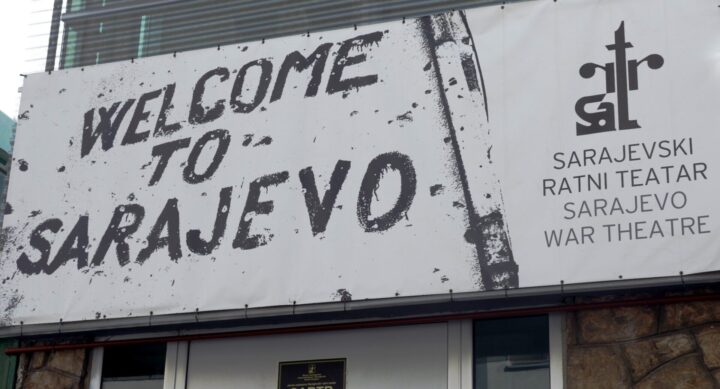 WELCOME
TO
SARAJEVO
sartr
SARAJEVSKI
RATNI TEATAR
SARAJEVO
WAR THEATRE